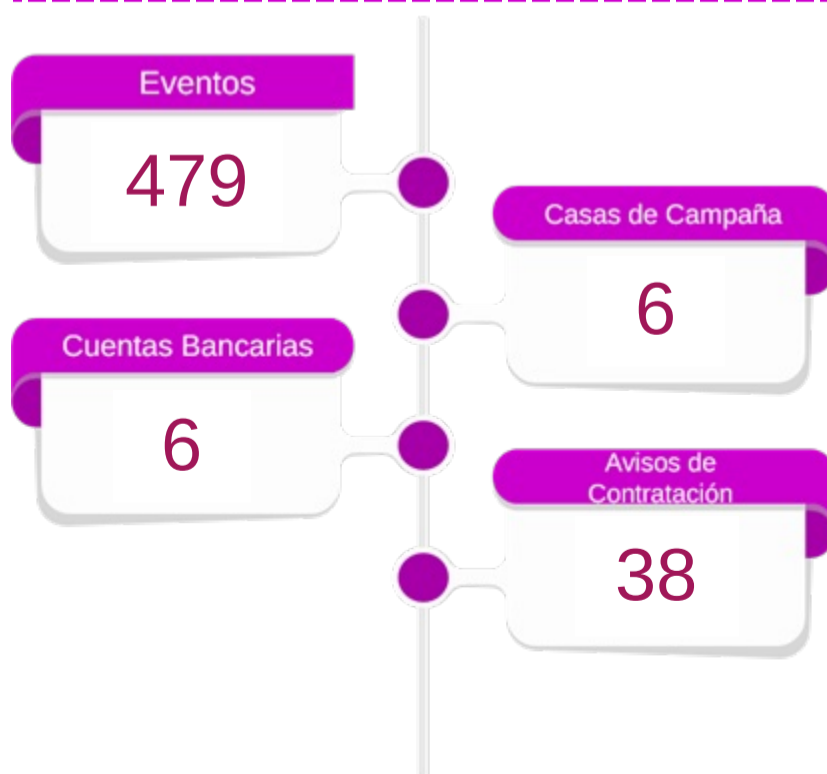 Eventos
479
Casas de Campaña
6
Cuentas Bancarias
6
Avisos de
Contratación
38